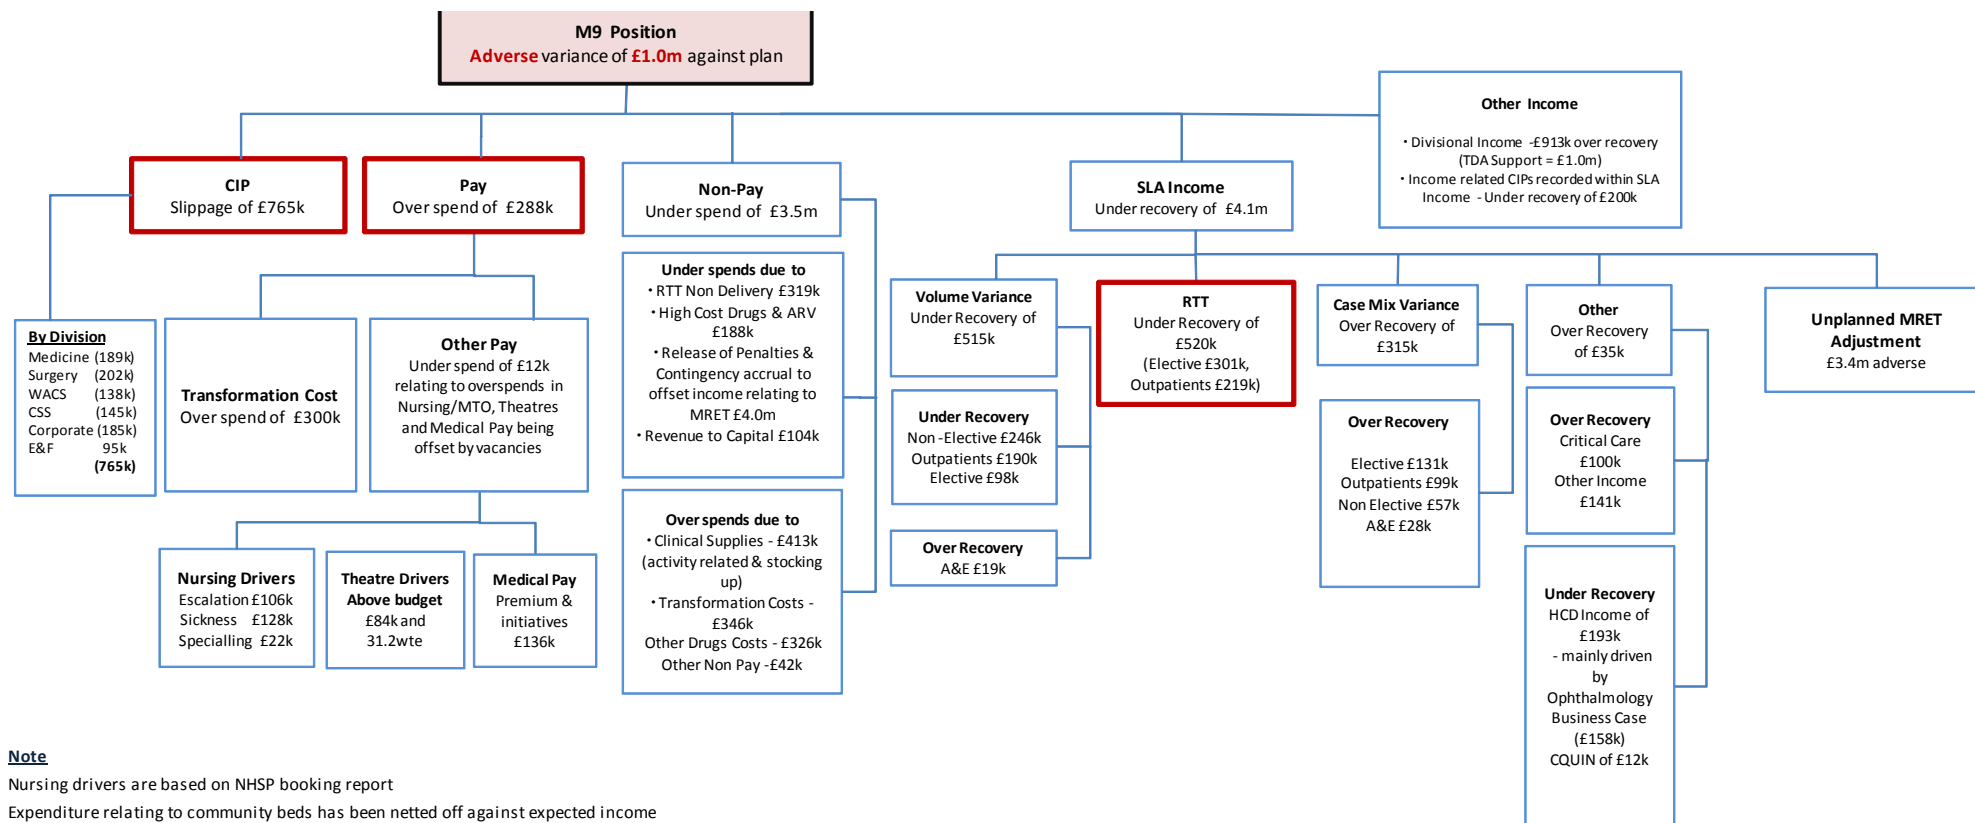 M9 Position
Adverse variance of £1.0m against plan
Other Income
• Divisional Income -£913k over recovery
(TDA Support = £1.0m)
• Income related CIPs recorded within SLA
Income - Under recovery of £200k
CIP
Slippage of £765k
Pay
Over spend of £288k
Non-Pay
Under spend of £3.5m
SLA Income
Under recovery of £4.1m
By Division
Medicine (189k)
Surgery (202k)
WACS (138k)
CSS (145k)
Corporate (185k)
E&F 95k
(765k)
Transformation Cost
Over spend of £300k
Other Pay
Under spend of £12k
relating to overspends in
Nursing/MTO, Theatres
and Medical Pay being
offset by vacancies
Nursing Drivers
Escalation £106k
Sickness £128k
Specialling £22k
Theatre Drivers
Above budget
£84k and
31.2wte
Medical Pay
Premium &
initiatives
£136k
Under spends due to
• RTT Non Delivery £319k
• High Cost Drugs & ARV
£188k
• Release of Penalties &
Contingency accrual to
offset income relating to
MRET £4.0m
• Revenue to Capital £104k
Over spends due to
• Clinical Supplies - £413k
(activity related & stocking
up)
• Transformation Costs -
£346k
Other Drugs Costs - £326k
Other Non Pay -£42k
Volume Variance
Under Recovery of
£515k
Under Recovery
Non -Elective £246k
Outpatients £190k
Elective £98k
Over Recovery
A&E £19k
RTT
Under Recovery of
£520k
(Elective £301k,
Outpatients £219k)
Case Mix Variance
Over Recovery of
£315k
Over Recovery
Elective £131k
Outpatients £99k
Non Elective £57k
A&E £28k
Other
Over Recovery
of £35k
Over Recovery
Critical Care
£100k
Other Income
£141k
Under Recovery
HCD Income of
£193k
- mainly driven
by
Ophthalmology
Business Case
(£158k)
CQUIN of £12k
Unplanned MRET
Adjustment
£3.4m adverse
Note
Nursing drivers are based on NHSP booking report
Expenditure relating to community beds has been netted off against expected income